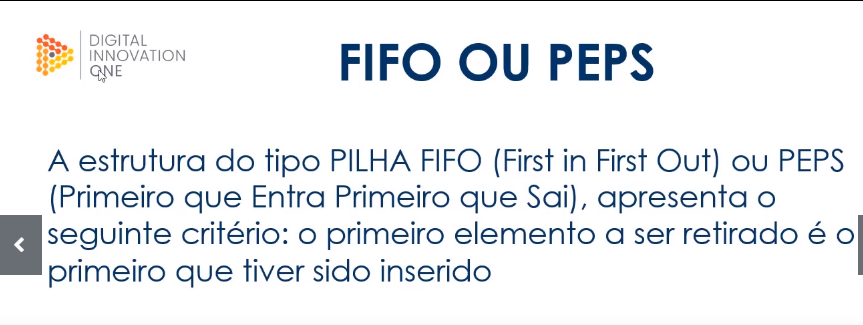 DIGITAL
INNOVATION
ONE
FIFO OU PEPS
A estrutura do tipo PILHA FIFO (First in First Out) ou PEPS
(Primeiro que Entra Primeiro que Sai), apresenta o
seguinte critério: o primeiro elemento a ser retirado é o
primeiro que tiver sido inserido